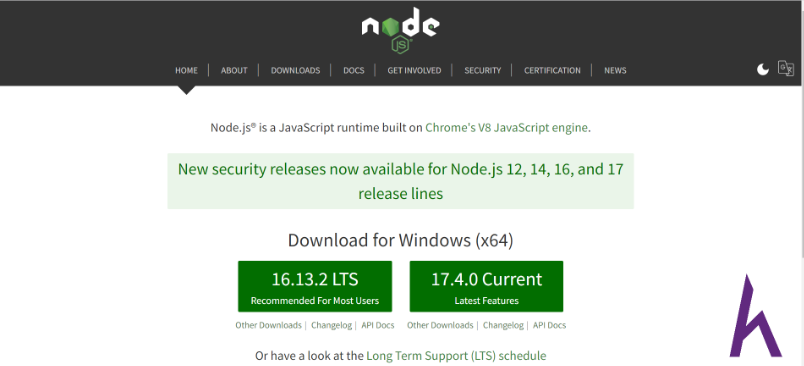 node
JS
HOME | ABOUT | DOWNLOADS | DOCS | GET INVOLVED | SECURITY | CERTIFICATION | NEWS
Node.js® is a JavaScript runtime built on Chrome's V8 JavaScript engine.
New security releases now available for Node.js 12, 14, 16, and 17
release lines
Download for Windows (x64)
16.13.2 LTS
Recommended For Most Users
17.4.0 Current
Latest Features
Other Downloads | Changelog | API Docs
Other Downloads | Changelog | API Docs
Or have a look at the Long Term Support (LTS) schedule
h